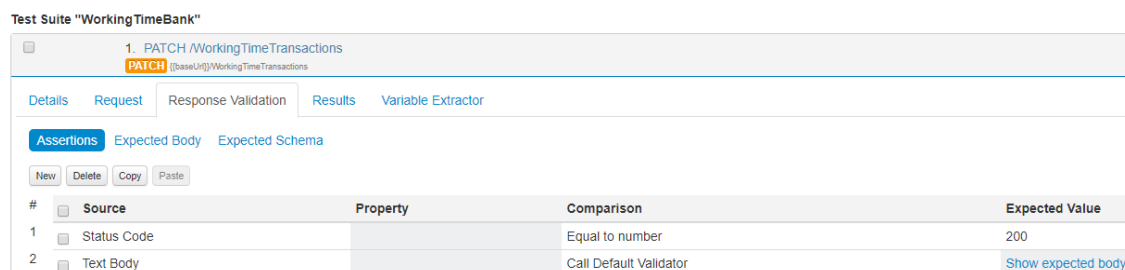 Test Suite "WorkingTimeBank"
1. PATCH /WorkingTimeTransactions
PATCH {{baseUrl}}/WorkingTimeTransactions
Details Request Response Validation Results Variable Extractor
Assertions Expected Body Expected Schema
New Delete Copy Paste
# Source Property Comparison Expected Value
1 Status Code Equal to number 200
2 Text Body Call Default Validator Show expected body